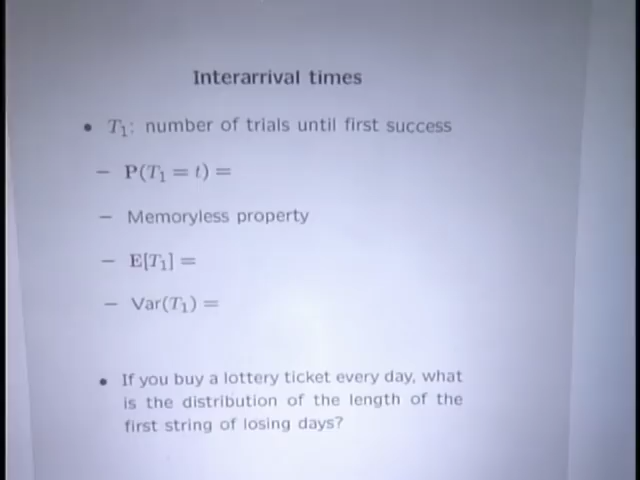 Interarrival times
• T₁: number of trials until first success
– P(T₁ = t) =
– Memoryless property
– E[T₁] =
– Var(T₁) =
• If you buy a lottery ticket every day, what
is the distribution of the length of the
first string of losing days?